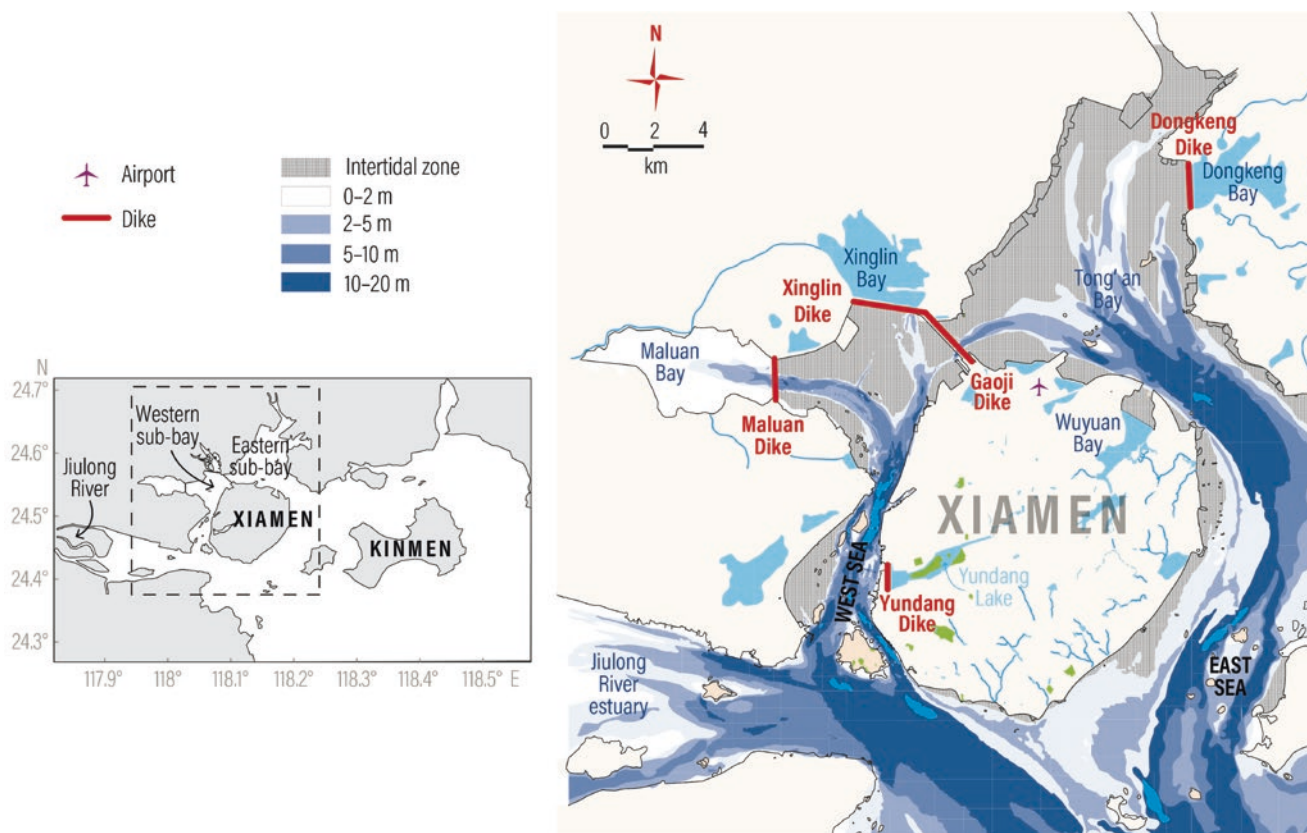 Airport
Dike
Intertidal zone
0–2 m
2–5 m
5–10 m
10–20 m
N
24.7°
24.6°
24.5°
24.4°
24.3°
117.9°
118°
118.1°
118.2°
118.3°
118.4°
118.5° E
Western
sub-bay
Eastern
sub-bay
Jiulong
River
XIAMEN
KINMEN
N
0 2 4
km
Dongkeng
Dike
Dongkeng
Bay
Xinglin
Bay
Xinglin
Dike
Tong'an
Bay
Maluan
Bay
Gaoji
Dike
Maluan
Dike
Wuyuan
Bay
XIAMEN
WEST SEA
Yundang
Lake
Yundang
Dike
Jiulong
River
estuary
EAST
SEA